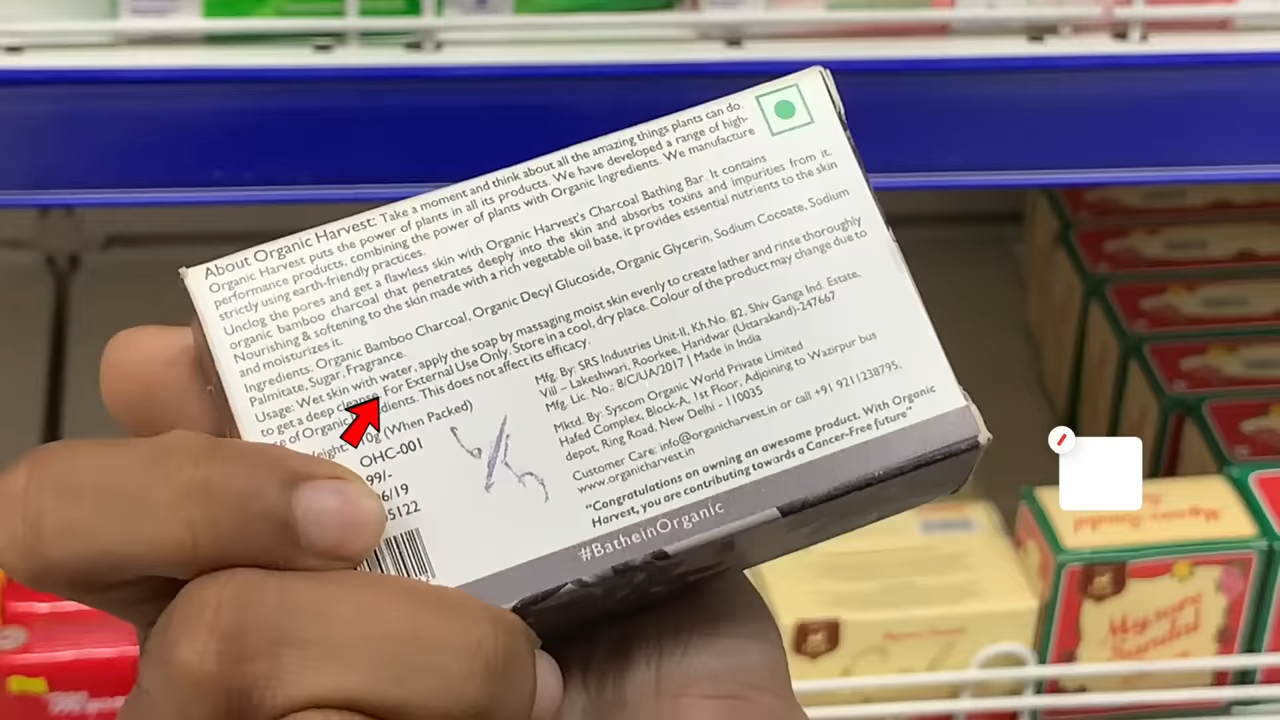 About Organic Harvest: Take a moment and think about all the amazing things plants can do.
Organic Harvest puts the power of plants in all its products. We have developed a range of high-
performance products, combining the power of plants with Organic Ingredients. We manufacture
strictly using earth-friendly practices.
Unclog the pores and get a flawless skin with Organic Harvest's Charcoal Bathing Bar. It contains
organic bamboo charcoal that penetrates deeply into the skin and absorbs toxins and impurities from it.
Nourishing & softening to the skin made with a rich vegetable oil base, it provides essential nutrients to the skin
and moisturizes it.
Ingredients: Organic Bamboo Charcoal, Organic Decyl Glucoside, Organic Glycerin, Sodium Cocoate, Sodium
Palmitate, Sugar, Fragrance.
Usage: Wet skin with water, apply the soap by massaging moist skin evenly to create lather and rinse thoroughly
to get a deep cleanse. For External Use Only. Store in a cool, dry place. Colour of the product may change due to
of Organic This does not affect its efficacy.
(When Packed)
OHC-001
99/-
6/19
5122
Mfg. By: SRS Industries Unit-II, Kh.No. 82, Shiv Ganga Ind. Estate,
Vill – Lakeshwari, Roorkee, Haridwar (Uttarakand)-247667
Mfg. Lic. No.: 8/C/UA/2017 | Made in India
Mktd. By: Syscom Organic World Private Limited
Hafed Complex, Block-A, 1st Floor, Adjoining to Wazirpur bus
depot, Ring Road, New Delhi - 110035
Customer Care: info@organicharvest.in or call +91 9211238795;
www.organicharvest.in
"Congratulations on owning an awesome product. With Organic
Harvest, you are contributing towards a Cancer-Free future"
#BatheinOrganic
Mysore
Sandal